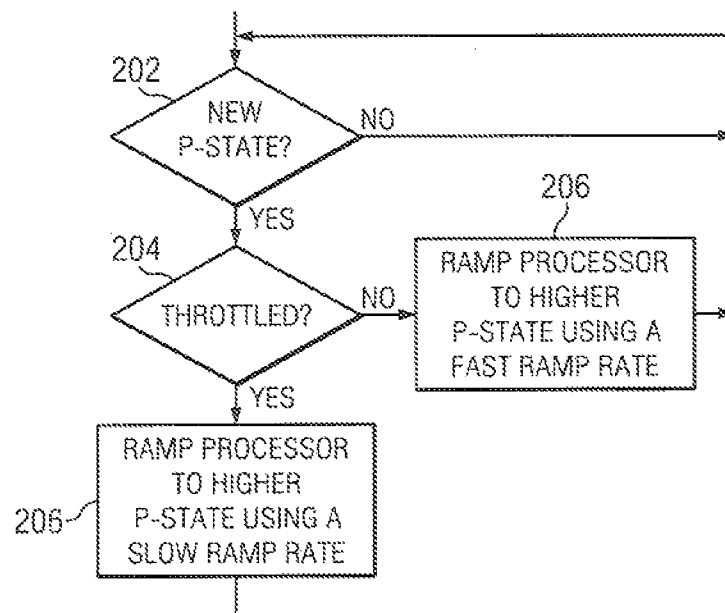 202
NEW
P-STATE?
NO
YES
204
THROTTLED?
NO
206
RAMP PROCESSOR
TO HIGHER
P-STATE USING A
FAST RAMP RATE
YES
RAMP PROCESSOR
TO HIGHER
P-STATE USING A
SLOW RAMP RATE
206